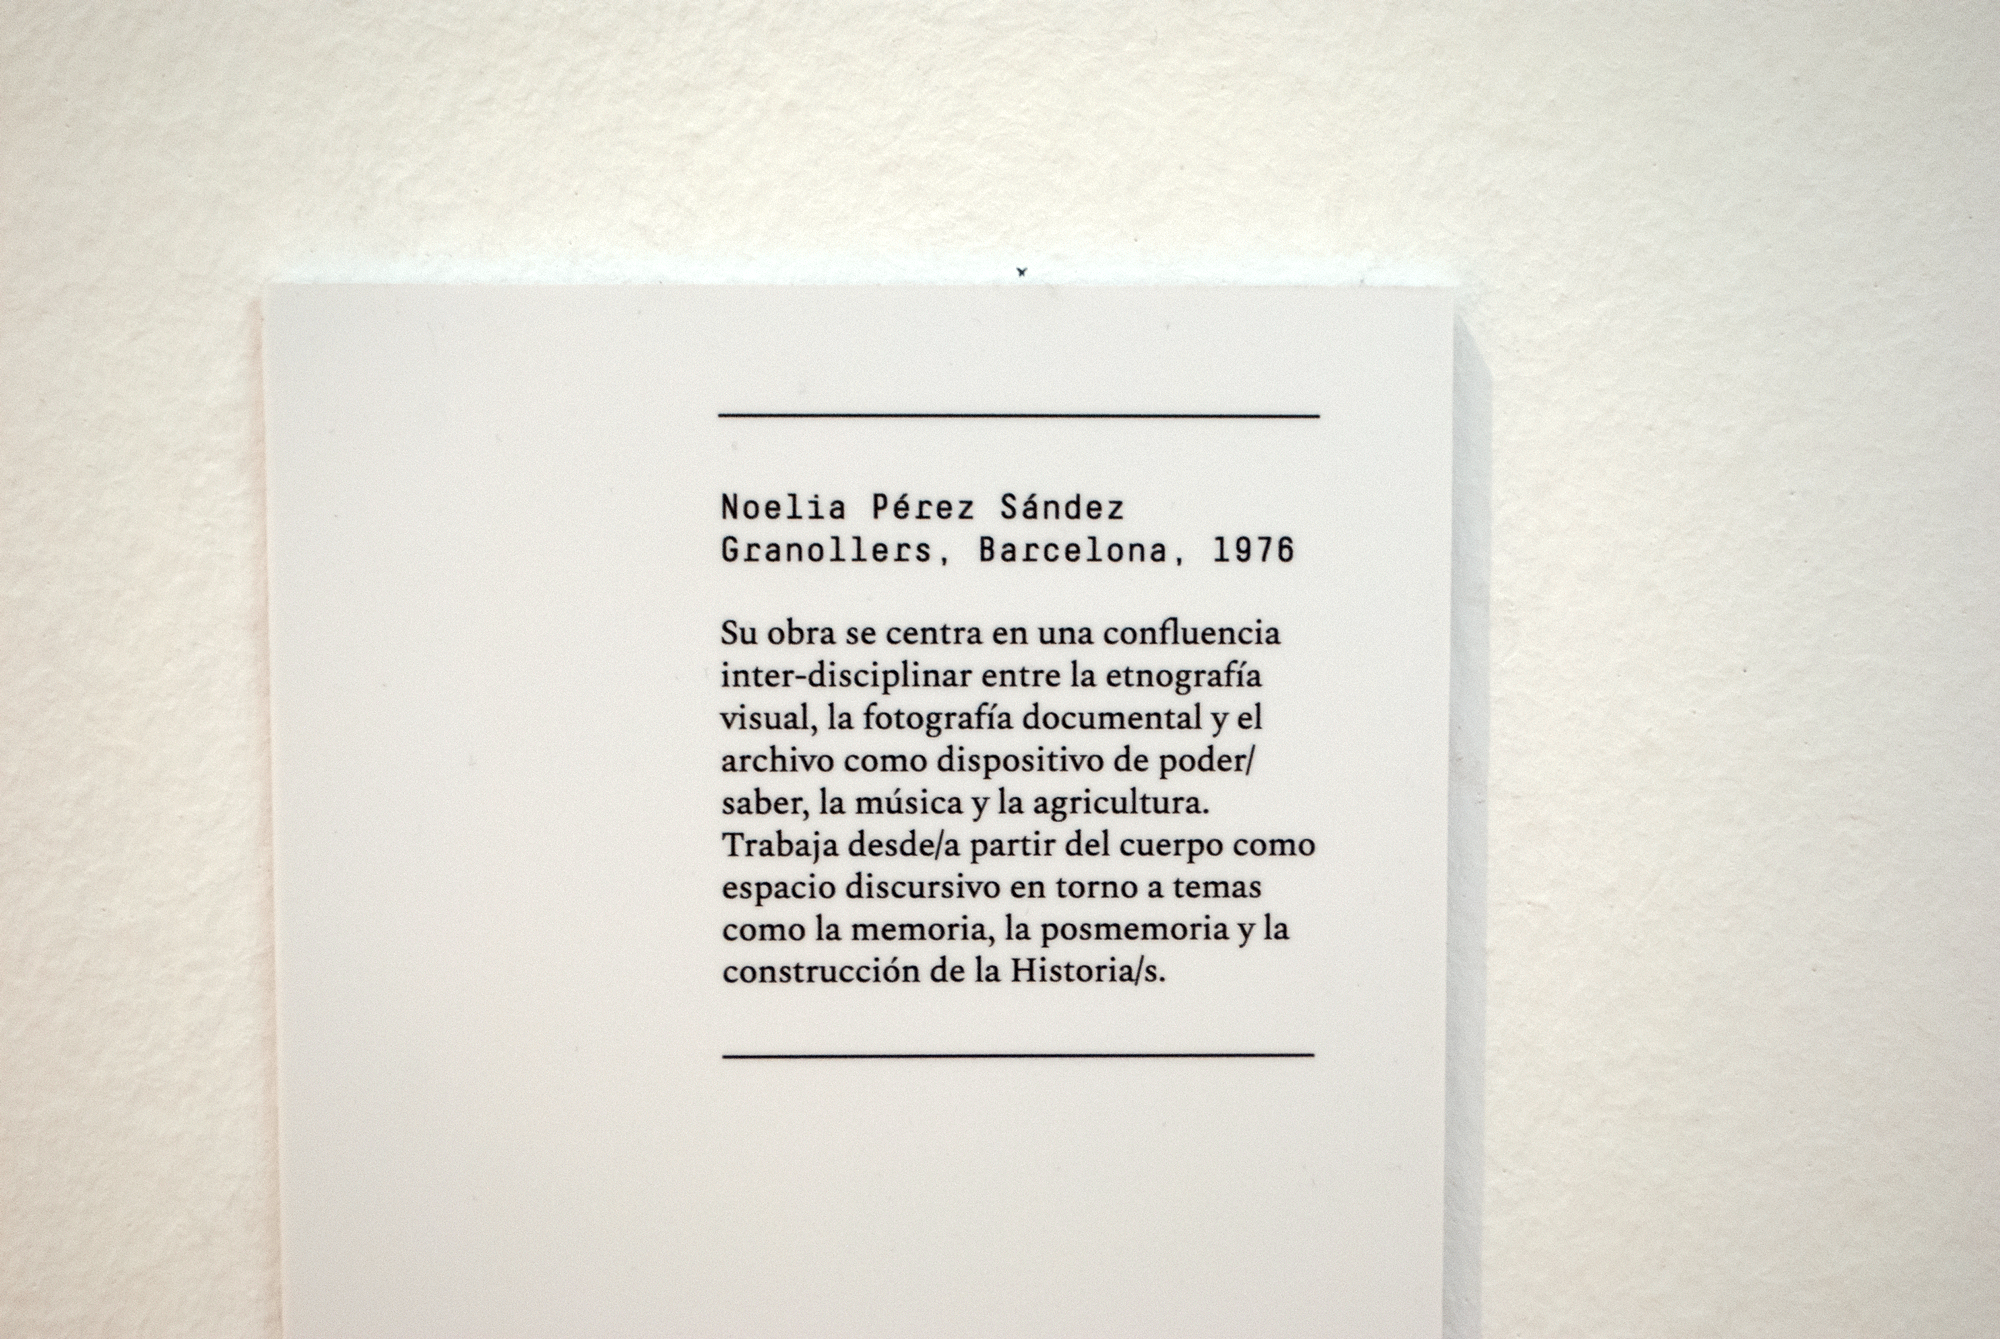 Noelia Pérez Sández
Granollers, Barcelona, 1976
Su obra se centra en una confluencia
inter-disciplinar entre la etnografía
visual, la fotografía documental y el
archivo como dispositivo de poder/
saber, la música y la agricultura.
Trabaja desde/a partir del cuerpo como
espacio discursivo en torno a temas
como la memoria, la posmemoria y la
construcción de la Historia/s.